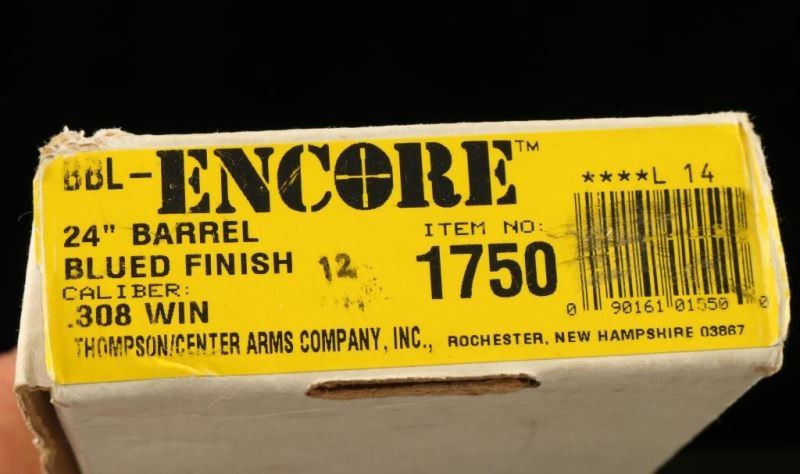 BBL-ENCORE™
24" BARREL
BLUED FINISH 12
CALIBER:
.308 WIN
ITEM NO:
1750
****L 14
0 90161 01550 0
THOMPSON/CENTER ARMS COMPANY, INC., ROCHESTER, NEW HAMPSHIRE 03867